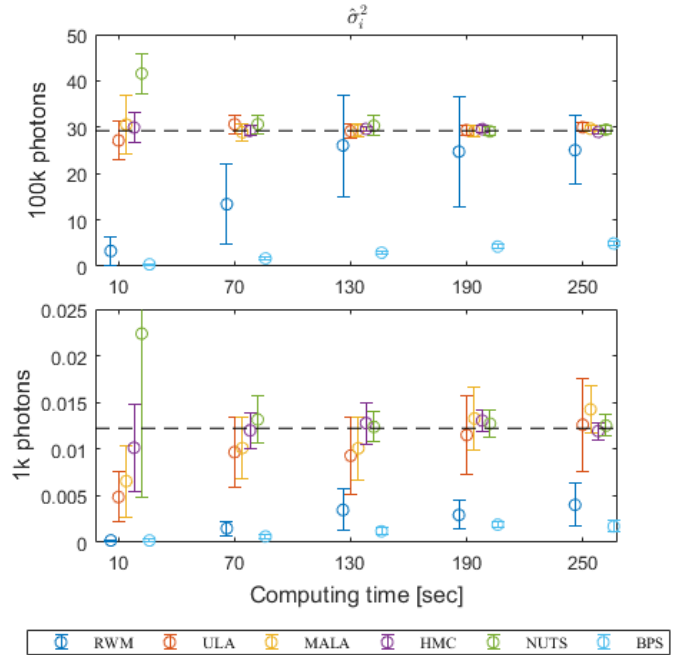 σ̂ᵢ²
50
40
30
20
10
0
100k photons
10 70 130 190 250
0.025
0.02
0.015
0.01
0.005
0
1k photons
10 70 130 190 250
Computing time [sec]
RWM ULA MALA HMC NUTS BPS